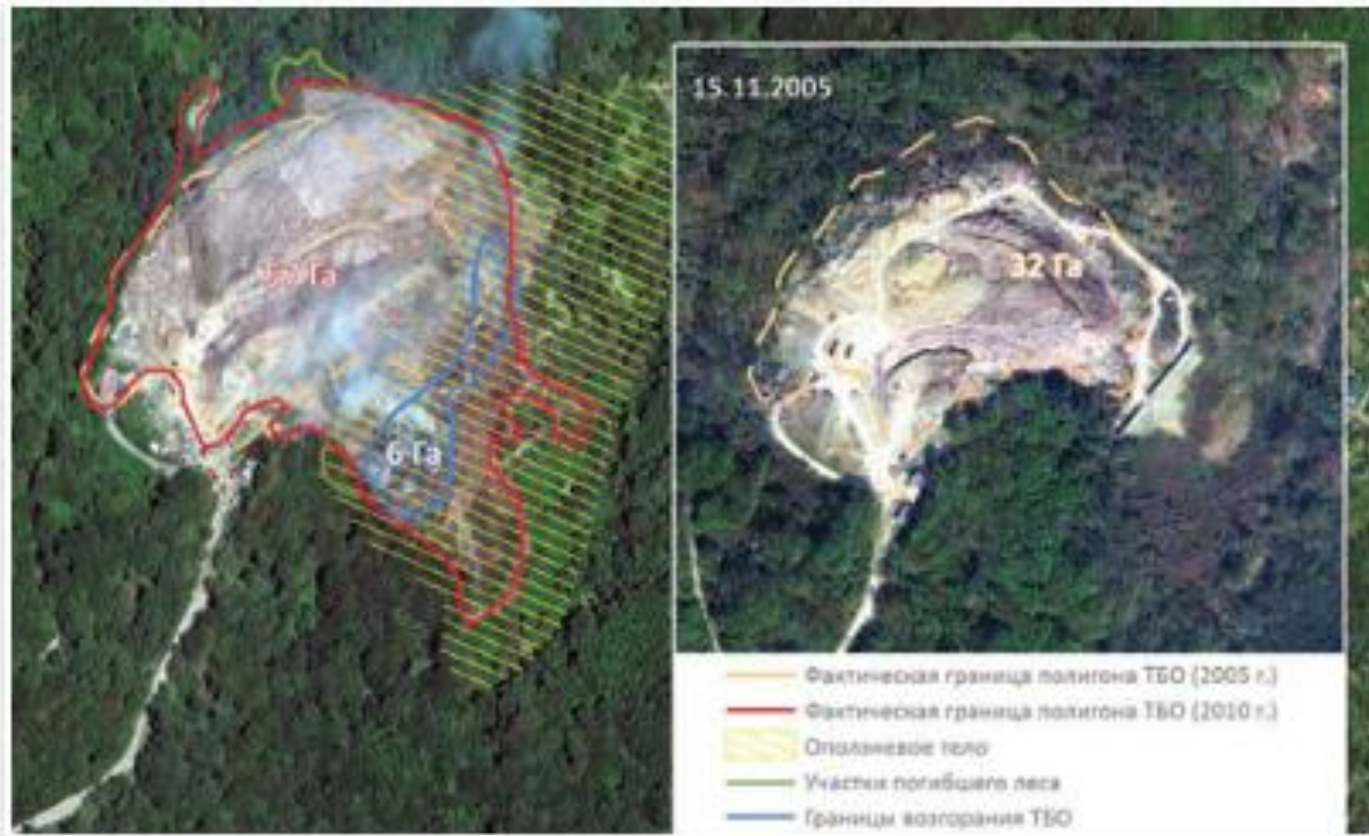 15.11.2005
Га
32 Га
6 Га
Фактическая граница полигона ТБО (2005 г.)
Фактическая граница полигона ТБО (2010 г.)
Оползневое тело
Участки погибшего леса
Границы возгорания ТБО